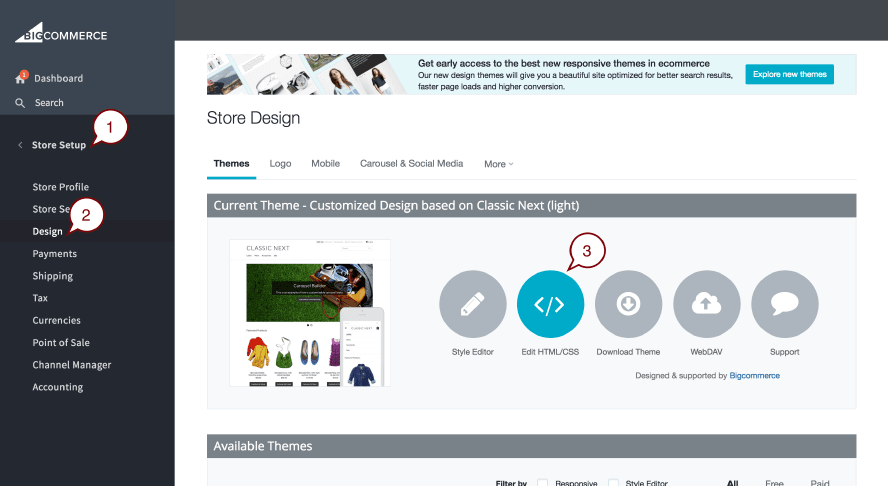 BIGCOMMERCE
1
Dashboard
Search
1
Store Setup
Store Profile
Store Se
2
Design
Payments
Shipping
Tax
Currencies
Point of Sale
Channel Manager
Accounting
Get early access to the best new responsive themes in ecommerce
Our new design themes will give you a beautiful site optimized for better search results,
faster page loads and higher conversion.
Explore new themes
Store Design
Themes Logo Mobile Carousel & Social Media More
Current Theme - Customized Design based on Classic Next (light)
CLASSIC NEXT
Carousel Builder
CLASSIC NEXT
3
</>
Style Editor Edit HTML/CSS Download Theme WebDAV Support
Designed & supported by Bigcommerce
Available Themes
Filter by Responsive Style Editor All Free Paid